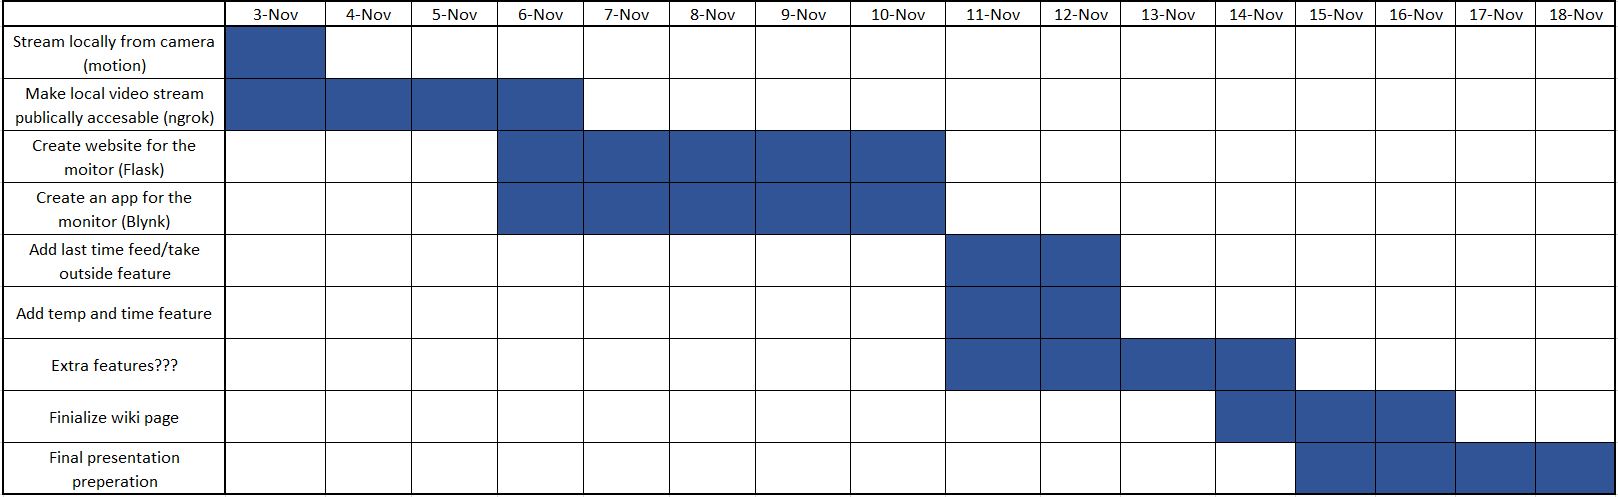 3-Nov 4-Nov 5-Nov 6-Nov 7-Nov 8-Nov 9-Nov 10-Nov 11-Nov 12-Nov 13-Nov 14-Nov 15-Nov 16-Nov 17-Nov 18-Nov
Stream locally from camera
(motion)
Make local video stream
publically accesable (ngrok)
Create website for the
moitor (Flask)
Create an app for the
monitor (Blynk)
Add last time feed/take
outside feature
Add temp and time feature
Extra features???
Finialize wiki page
Final presentation
preperation